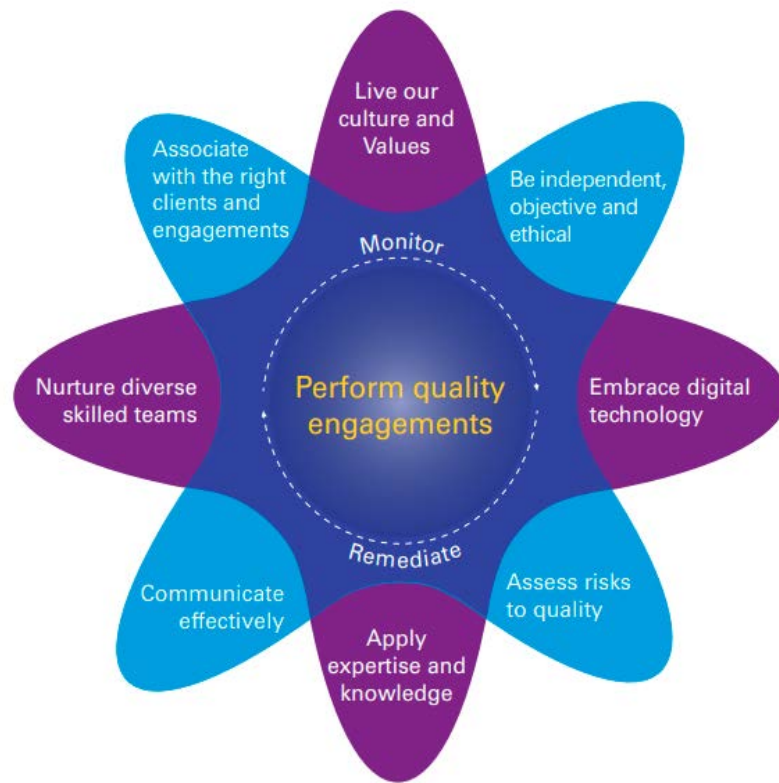 Live our
culture and
Values
Be independent,
objective and
ethical
Embrace digital
technology
Assess risks
to quality
Apply
expertise and
knowledge
Communicate
effectively
Nurture diverse
skilled teams
Associate
with the right
clients and
engagements
Monitor
Perform quality
engagements
Remediate